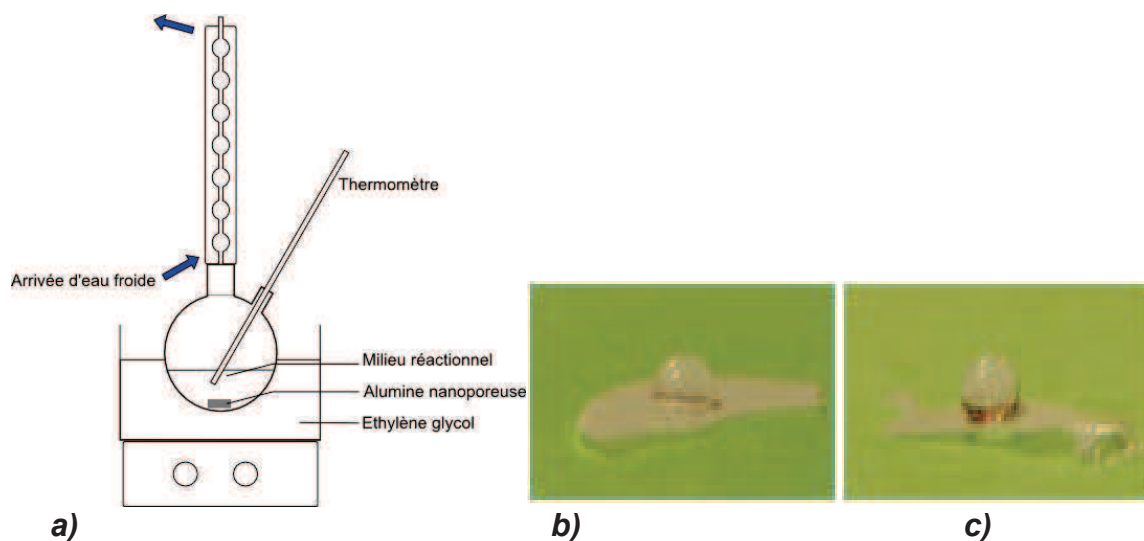 Thermomètre
Arrivée d'eau froide
Milieu réactionnel
Alumine nanoporeuse
Ethylène glycol
a)
b)
c)